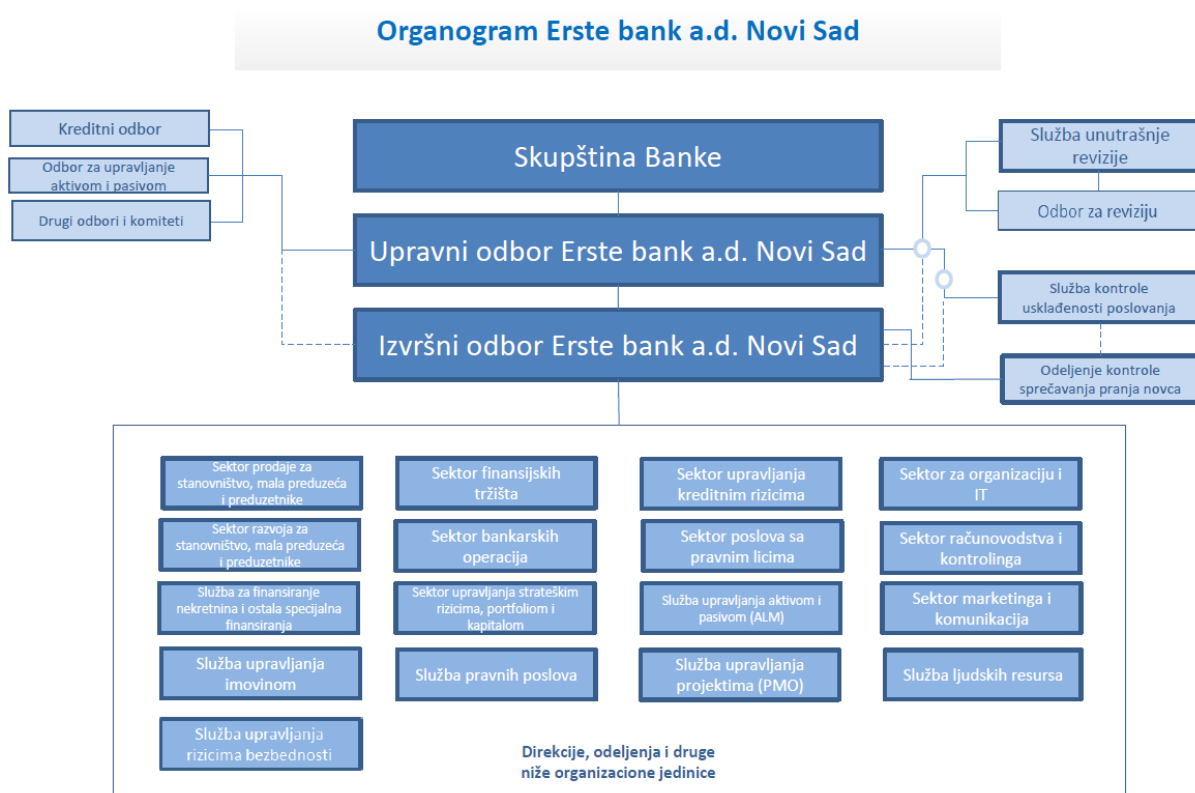 Organogram Erste bank a.d. Novi Sad
Kreditni odbor
Odbor za upravljanje
aktivom i pasivom
Drugi odbori i komiteti
Skupština Banke
Upravni odbor Erste bank a.d. Novi Sad
Izvršni odbor Erste bank a.d. Novi Sad
Služba unutrašnje
revizije
Odbor za reviziju
Služba kontrole
usklađenosti poslovanja
Odeljenje kontrole
sprečavanja pranja novca
Sektor prodaje za
stanovništvo, mala preduzeća
i preduzetnike
Sektor finansijskih
tržišta
Sektor upravljanja
kreditnim rizicima
Sektor za organizaciju i
IT
Sektor razvoja za
stanovništvo, mala preduzeća
i preduzetnike
Sektor bankarskih
operacija
Sektor poslova sa
pravnim licima
Sektor računovodstva i
kontrolinga
Služba za finansiranje
nekretnina i ostala specijalna
finansiranja
Sektor upravljanja strateškim
rizicima, portfoliom i
kapitalom
Služba upravljanja aktivom i
pasivom (ALM)
Sektor marketinga i
komunikacija
Služba upravljanja
imovinom
Služba pravnih poslova
Služba upravljanja
projektima (PMO)
Služba ljudskih resursa
Služba upravljanja
rizicima bezbednosti
Direkcije, odeljenja i druge
niže organizacione jedinice